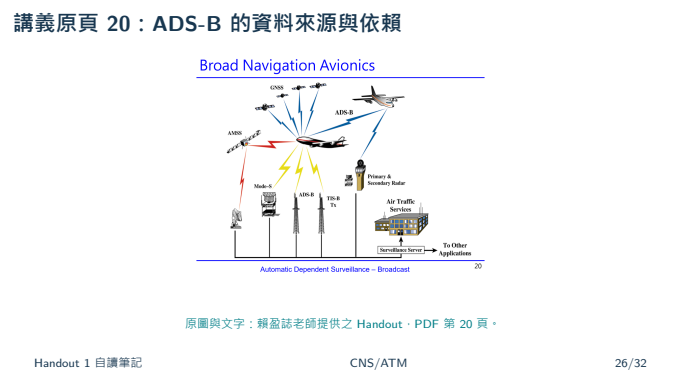 講義原頁 20：ADS-B 的資料來源與依賴
Broad Navigation Avionics
GNSS
ADS-B
AMSS
Primary &
Secondary Radar
Mode-S
ADS-B
TIS-B
Tx
Air Traffic
Services
Surveillance Server
To Other
Applications
Automatic Dependent Surveillance – Broadcast
20
原圖與文字：賴盈誌老師提供之 Handout，PDF 第 20 頁。
Handout 1 自讀筆記
CNS/ATM
26/32